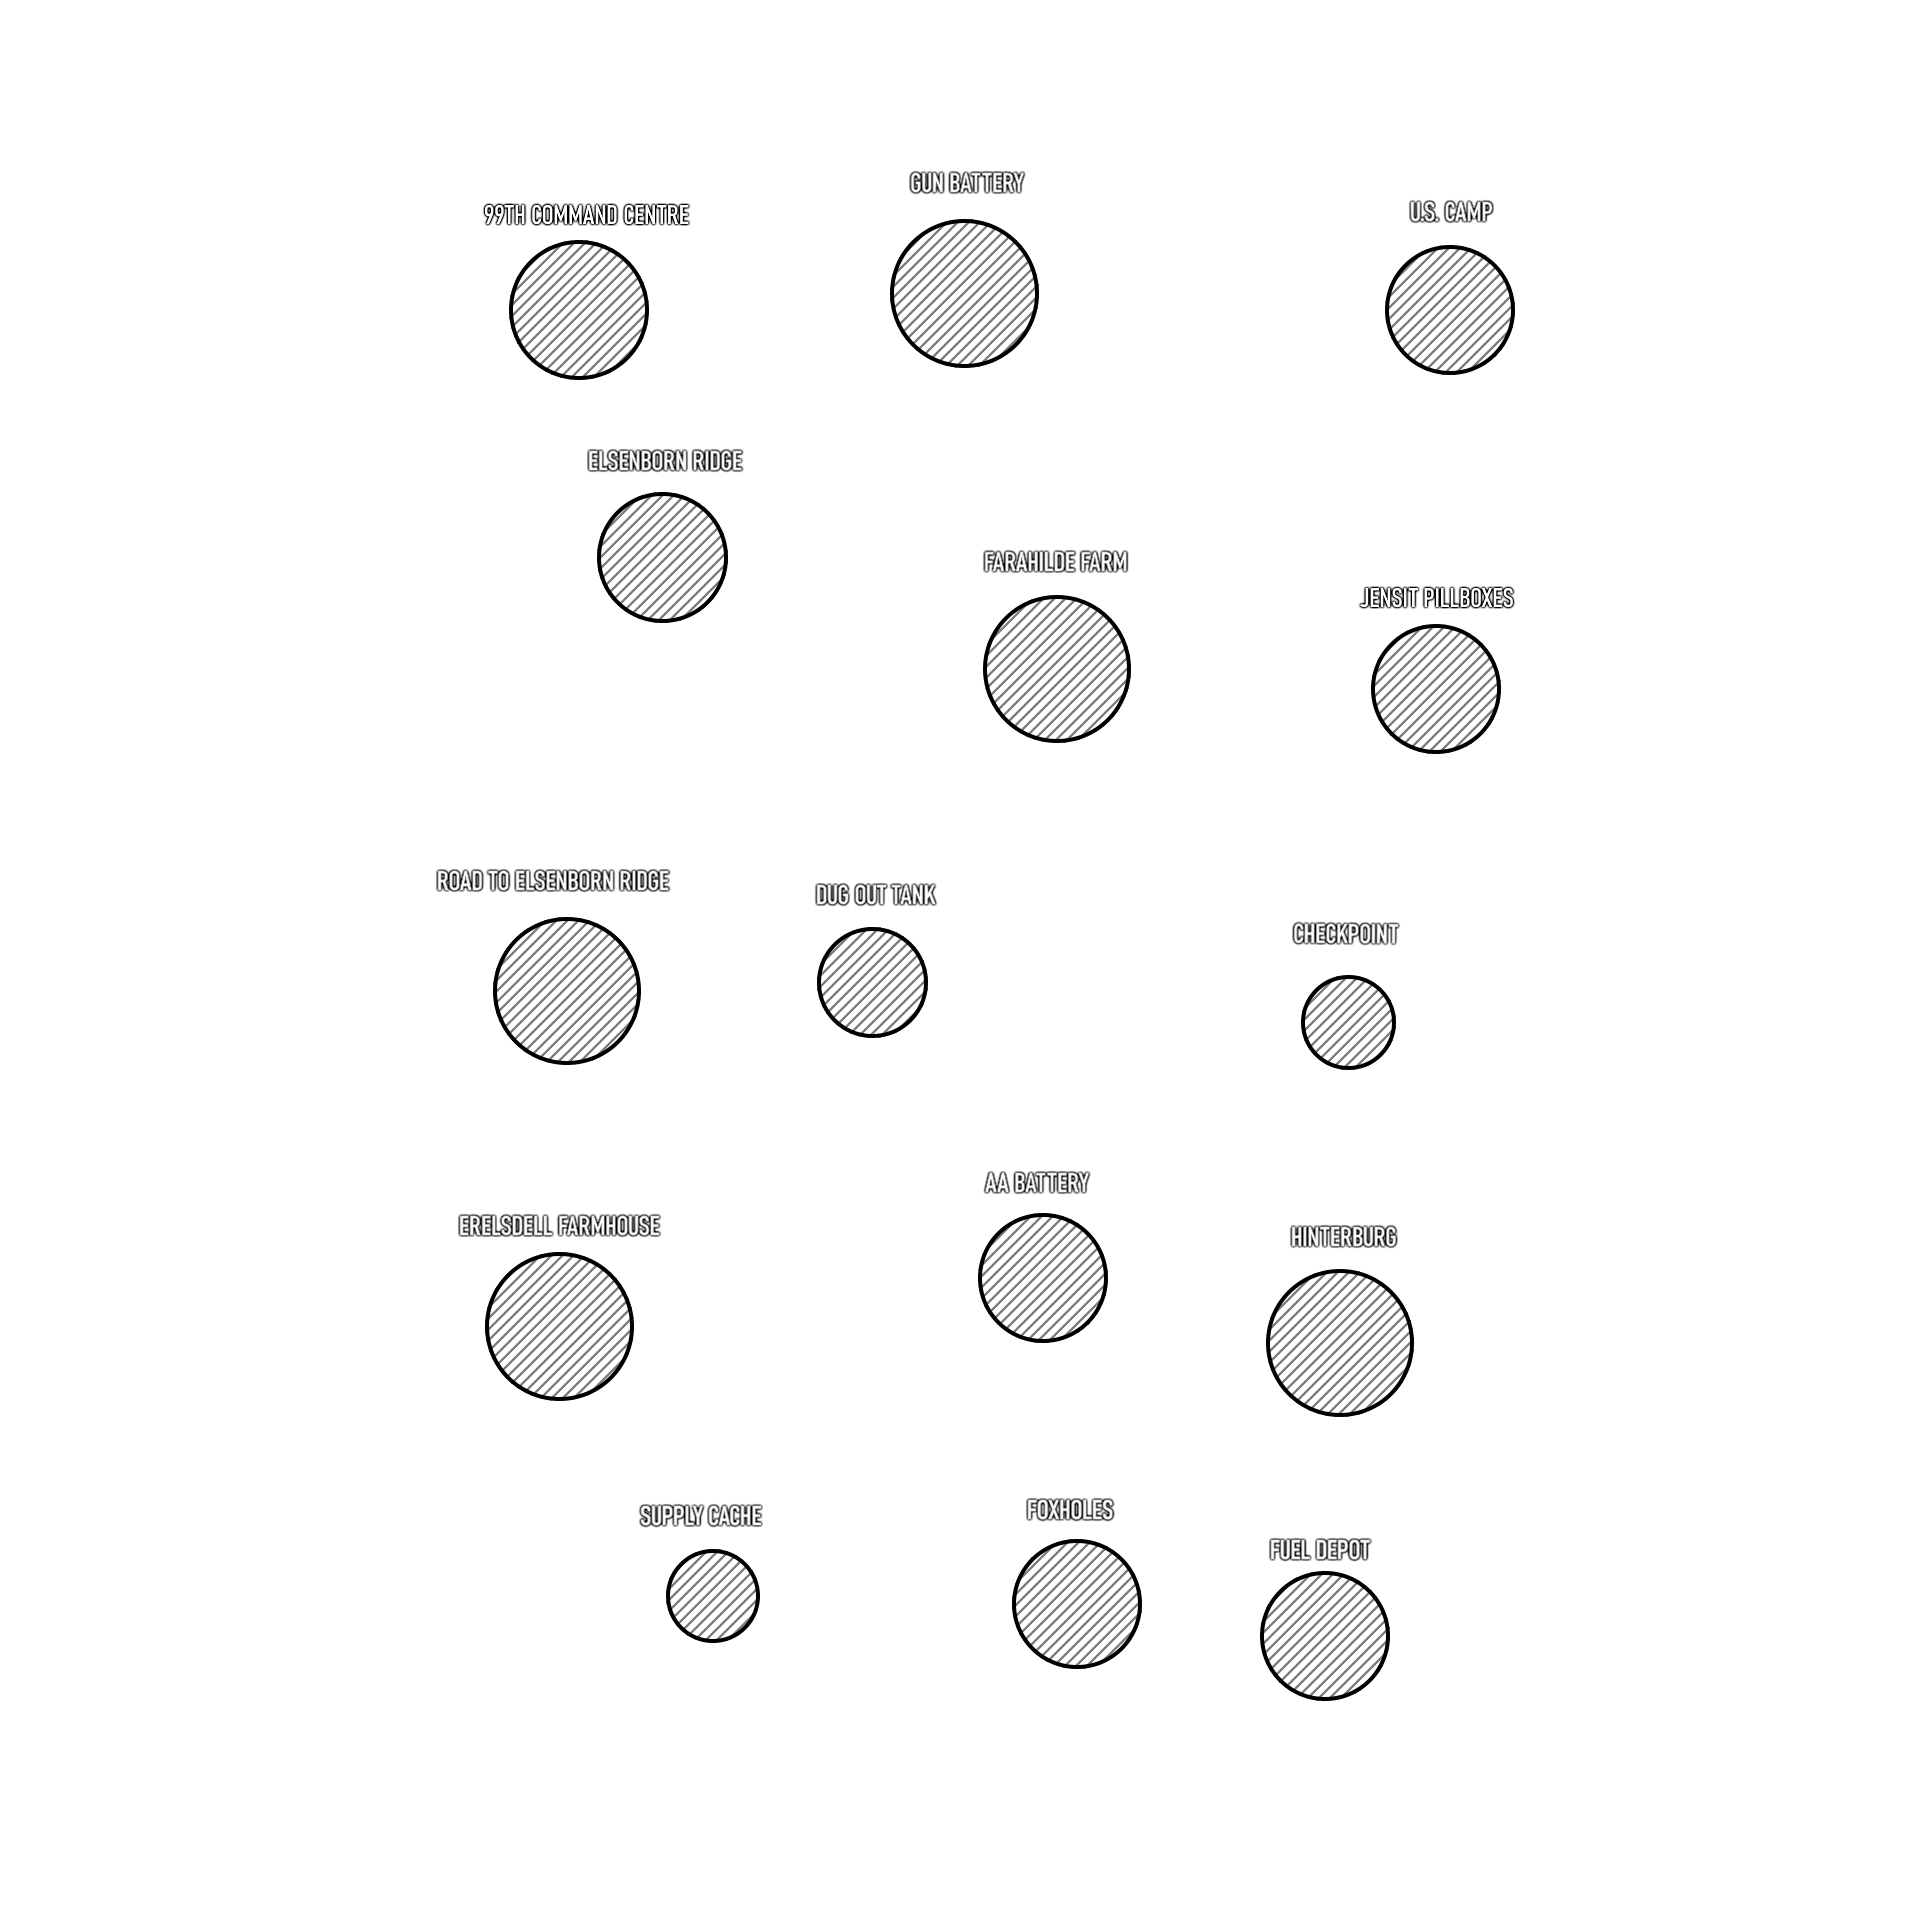 GUN BATTERY
99TH COMMAND CENTRE
U.S. CAMP
ELSENBORN RIDGE
FARAHILDE FARM
JENSIT PILLBOXES
ROAD TO ELSENBORN RIDGE
DUG OUT TANK
CHECKPOINT
AA BATTERY
ERELSDELL FARMHOUSE
HINTERBURG
SUPPLY CACHE
FOXHOLES
FUEL DEPOT